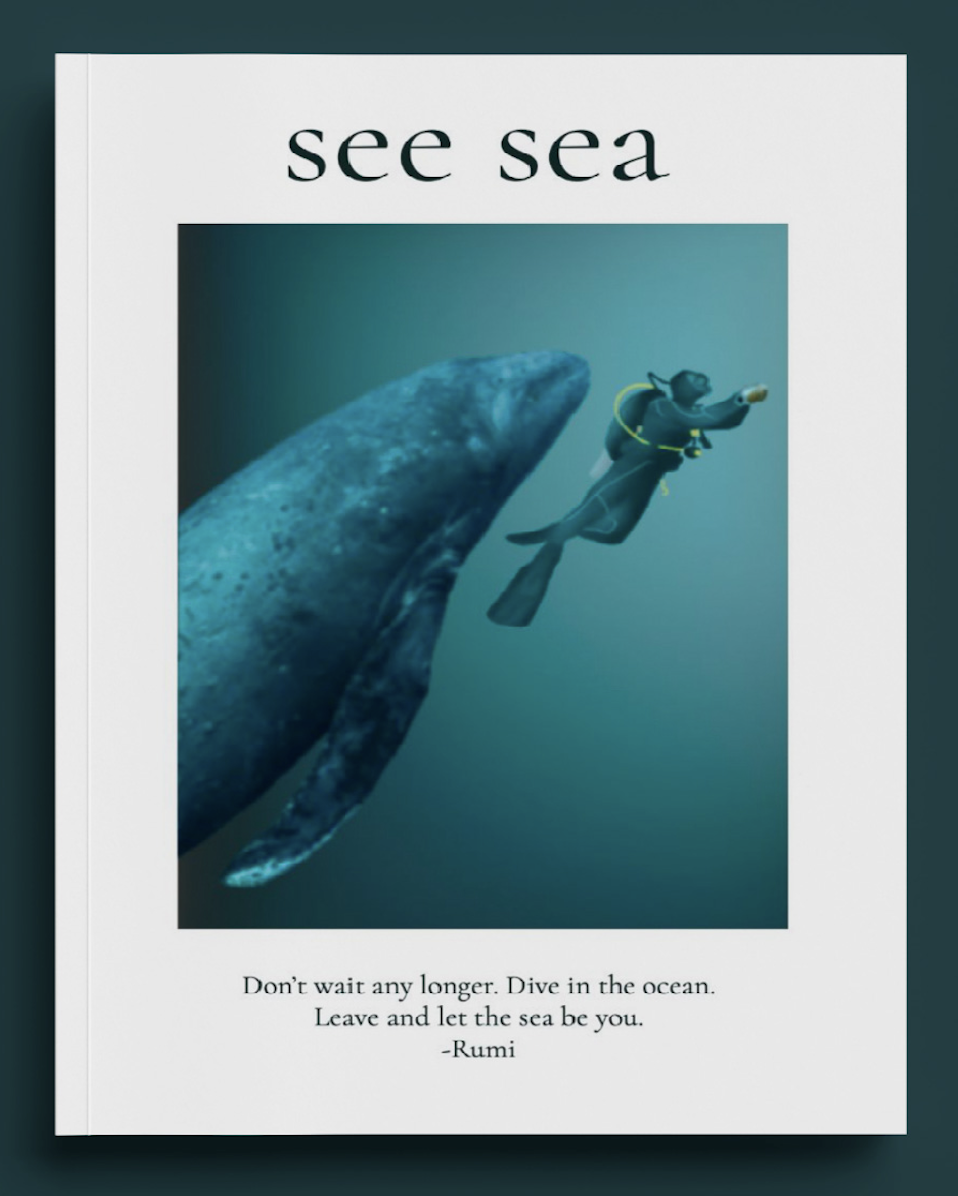 see sea
Don't wait any longer. Dive in the ocean.
Leave and let the sea be you.
-Rumi